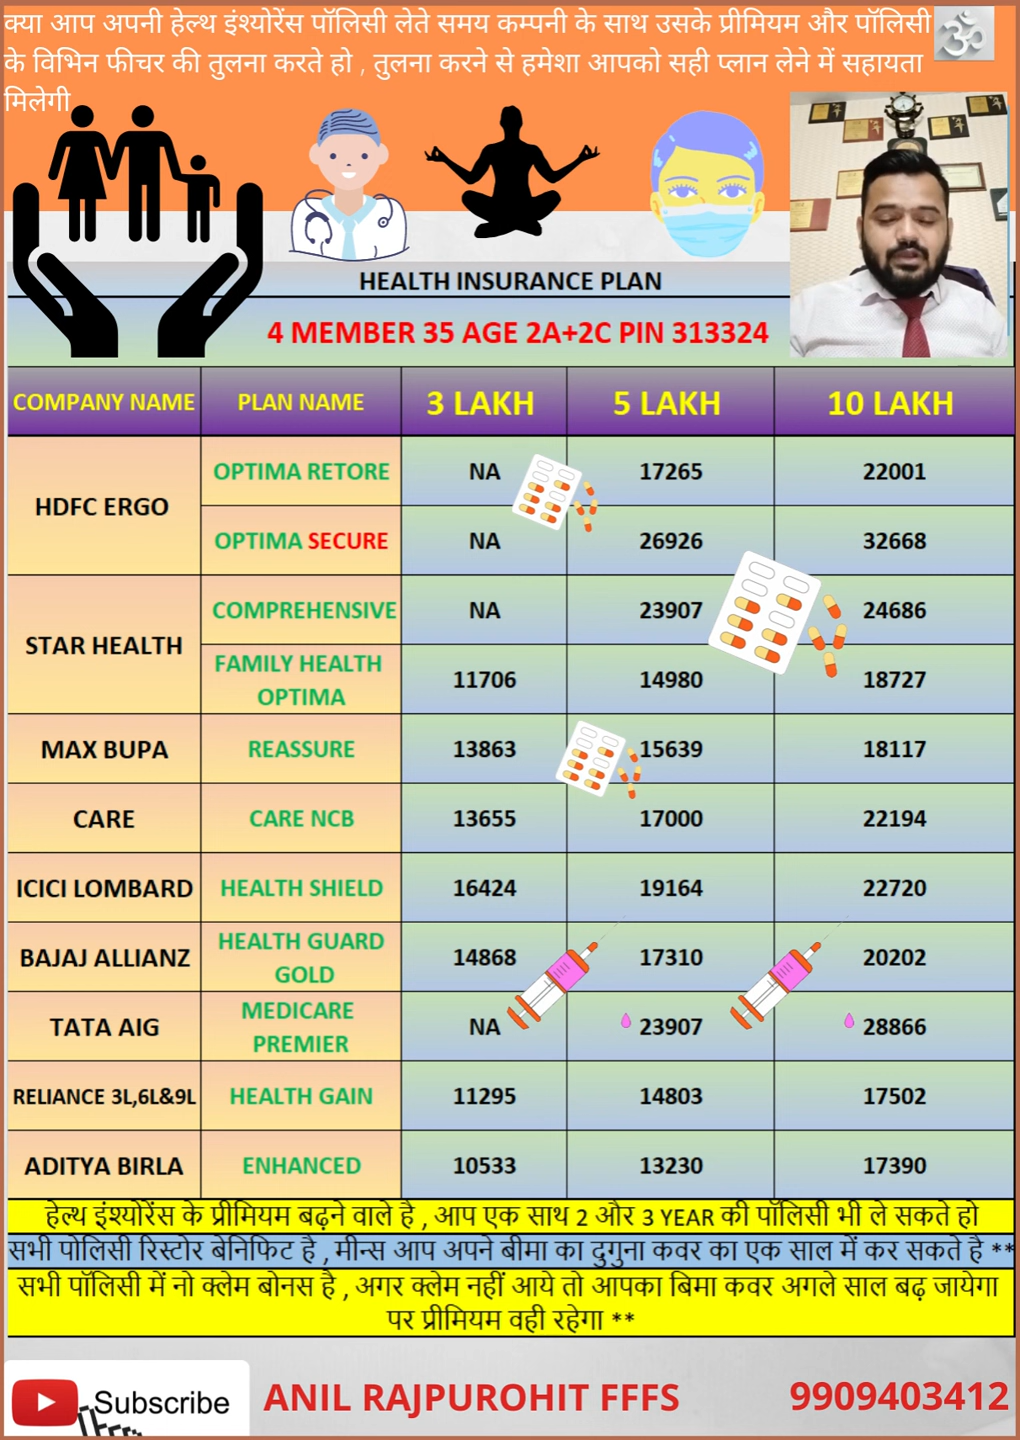 क्या आप अपनी हेल्थ इंश्योरेंस पॉलिसी लेते समय कम्पनी के साथ उसके प्रीमियम और पॉलिसी
के विभिन फीचर की तुलना करते हो , तुलना करने से हमेशा आपको सही प्लान लेने में सहायता
मिलेगी
ॐ
HEALTH INSURANCE PLAN
4 MEMBER 35 AGE 2A+2C PIN 313324
COMPANY NAME PLAN NAME 3 LAKH 5 LAKH 10 LAKH
HDFC ERGO
OPTIMA RETORE NA 17265 22001
OPTIMA SECURE NA 26926 32668
STAR HEALTH
COMPREHENSIVE NA 23907 24686
FAMILY HEALTH
OPTIMA 11706 14980 18727
MAX BUPA REASSURE 13863 15639 18117
CARE CARE NCB 13655 17000 22194
ICICI LOMBARD HEALTH SHIELD 16424 19164 22720
BAJAJ ALLIANZ HEALTH GUARD
GOLD 14868 17310 20202
TATA AIG MEDICARE
PREMIER NA 23907 28866
RELIANCE 3L,6L&9L HEALTH GAIN 11295 14803 17502
ADITYA BIRLA ENHANCED 10533 13230 17390
हेल्थ इंश्योरेंस के प्रीमियम बढ़ने वाले है , आप एक साथ 2 और 3 YEAR की पॉलिसी भी ले सकते हो
सभी पोलिसी रिस्टोर बेनिफिट है , मीन्स आप अपने बीमा का दुगुना कवर का एक साल में कर सकते है **
सभी पॉलिसी में नो क्लेम बोनस है , अगर क्लेम नहीं आये तो आपका बिमा कवर अगले साल बढ़ जायेगा
पर प्रीमियम वही रहेगा **
Subscribe ANIL RAJPUROHIT FFFS 9909403412